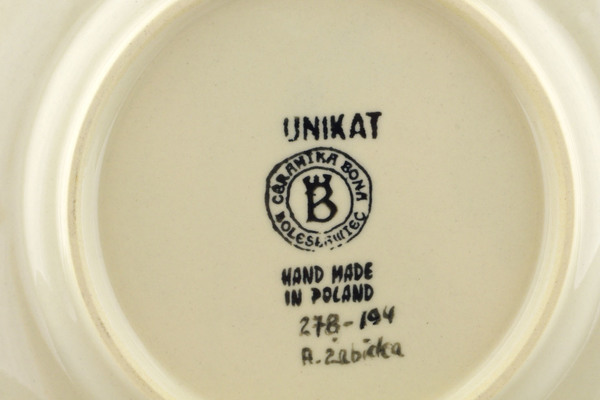 UNIKAT
CERAMIKA BONA
B
BOLESŁAWIEC
HAND MADE
IN POLAND
278-194
A. Żabicka